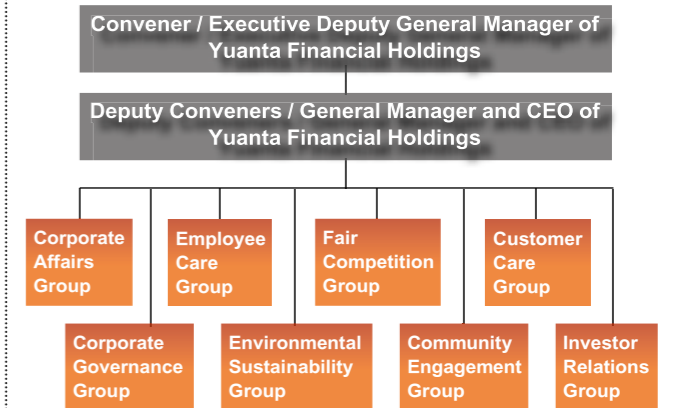 Convener / Executive Deputy General Manager of
Yuanta Financial Holdings
Deputy Conveners / General Manager and CEO of
Yuanta Financial Holdings
Corporate
Affairs
Group
Employee
Care
Group
Fair
Competition
Group
Customer
Care
Group
Corporate
Governance
Group
Environmental
Sustainability
Group
Community
Engagement
Group
Investor
Relations
Group